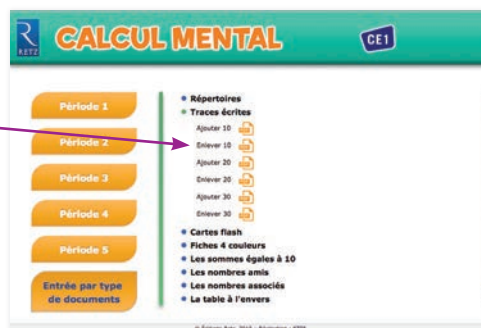 R
RETZ
CALCUL MENTAL
CE1
Période 1
Période 2
Période 3
Période 4
Période 5
Entrée par type
de documents
Répertoires
Traces écrites
Ajouter 10
Enlever 10
Ajouter 20
Enlever 20
Ajouter 30
Enlever 30
Cartes flash
Fiches 4 couleurs
Les sommes égales à 10
Les nombres amis
Les nombres associés
La table à l'envers